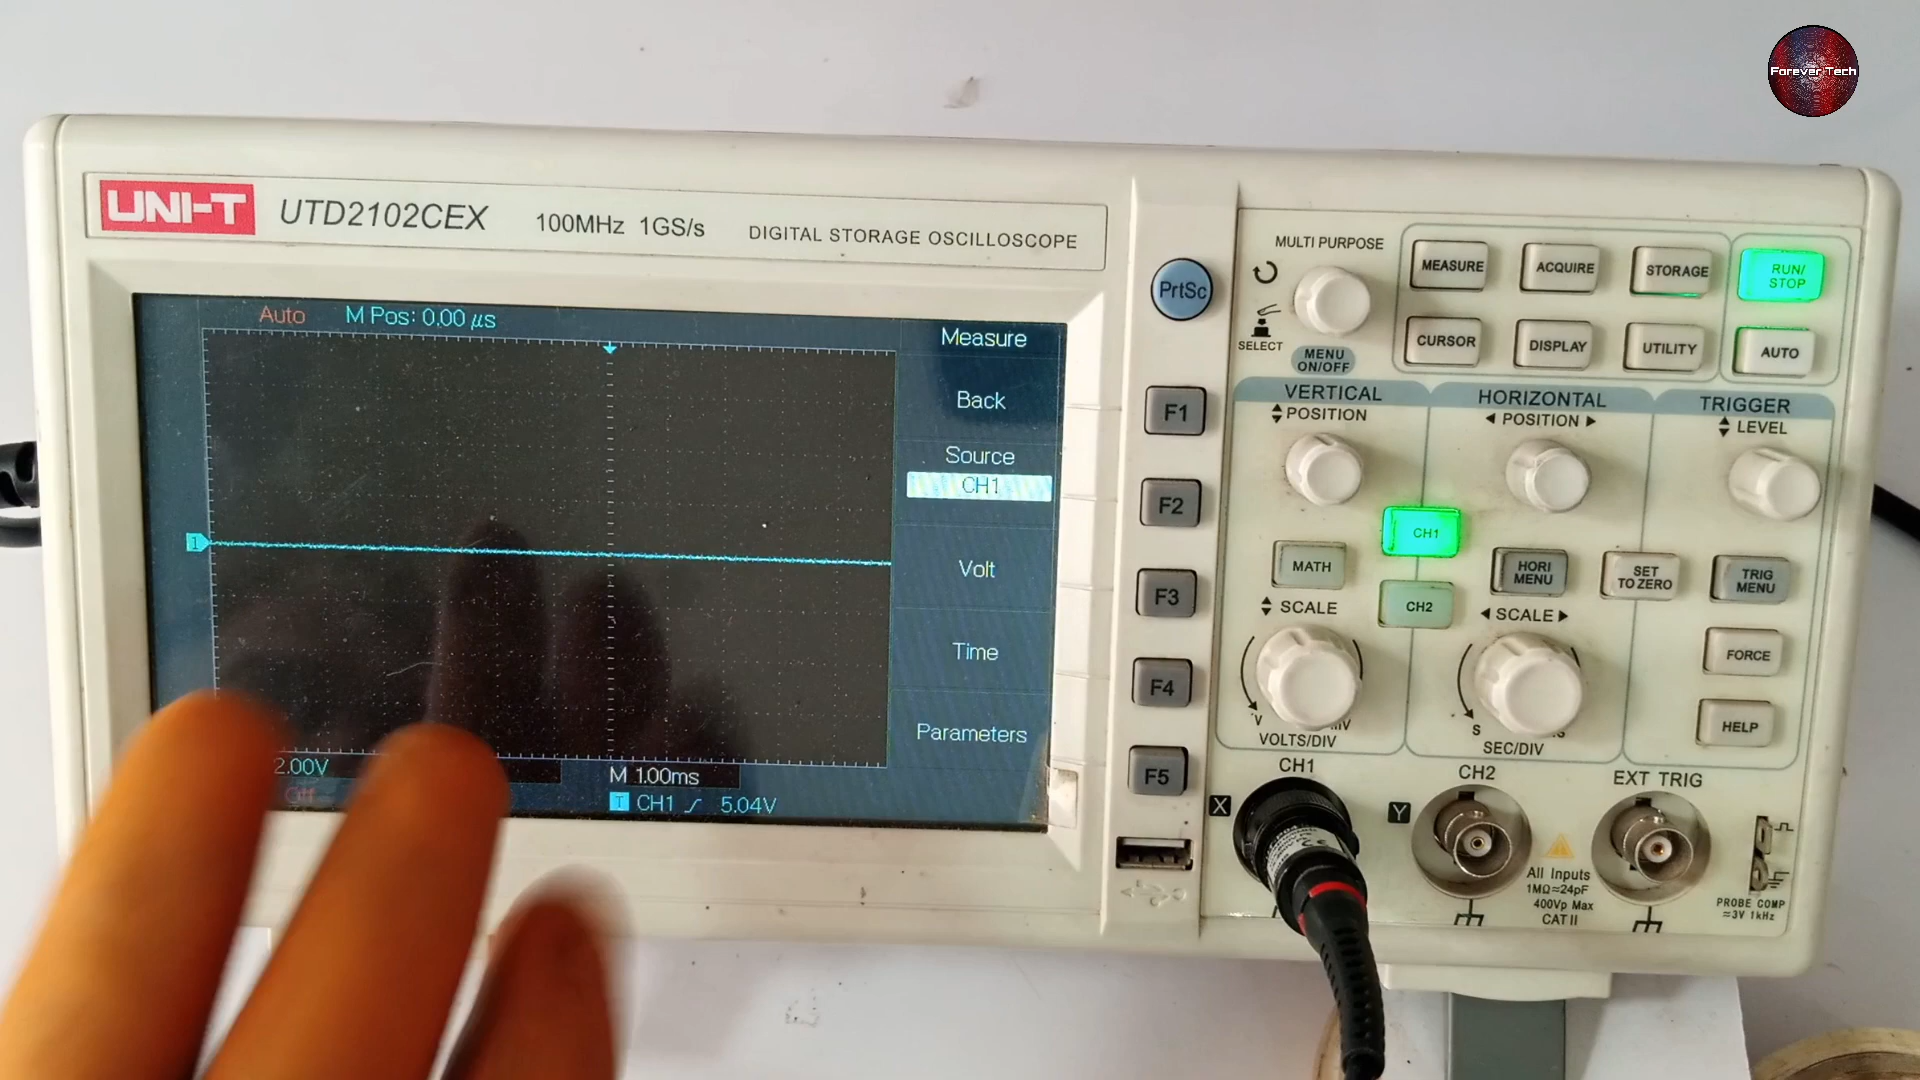 Forever Tech
UNI-T UTD2102CEX 100MHz 1GS/s DIGITAL STORAGE OSCILLOSCOPE
Auto M Pos: 0.00 μs
Measure
Back
Source
CH1
Volt
Time
Parameters
1
2.00V
M 1.00ms
T CH1 5.04V
PrtSc
F1
F2
F3
F4
F5
MULTI PURPOSE
SELECT
MENU
ON/OFF
MEASURE ACQUIRE STORAGE RUN/
STOP
CURSOR DISPLAY UTILITY AUTO
VERTICAL HORIZONTAL TRIGGER
POSITION POSITION LEVEL
CH1
MATH HORI
MENU SET
TO ZERO TRIG
MENU
CH2
SCALE SCALE
FORCE
HELP
V
S
VOLTS/DIV SEC/DIV
CH1 CH2 EXT TRIG
X Y
All Inputs
1MΩ≈24pF
400Vp Max
CAT II
PROBE COMP
≈3V 1kHz